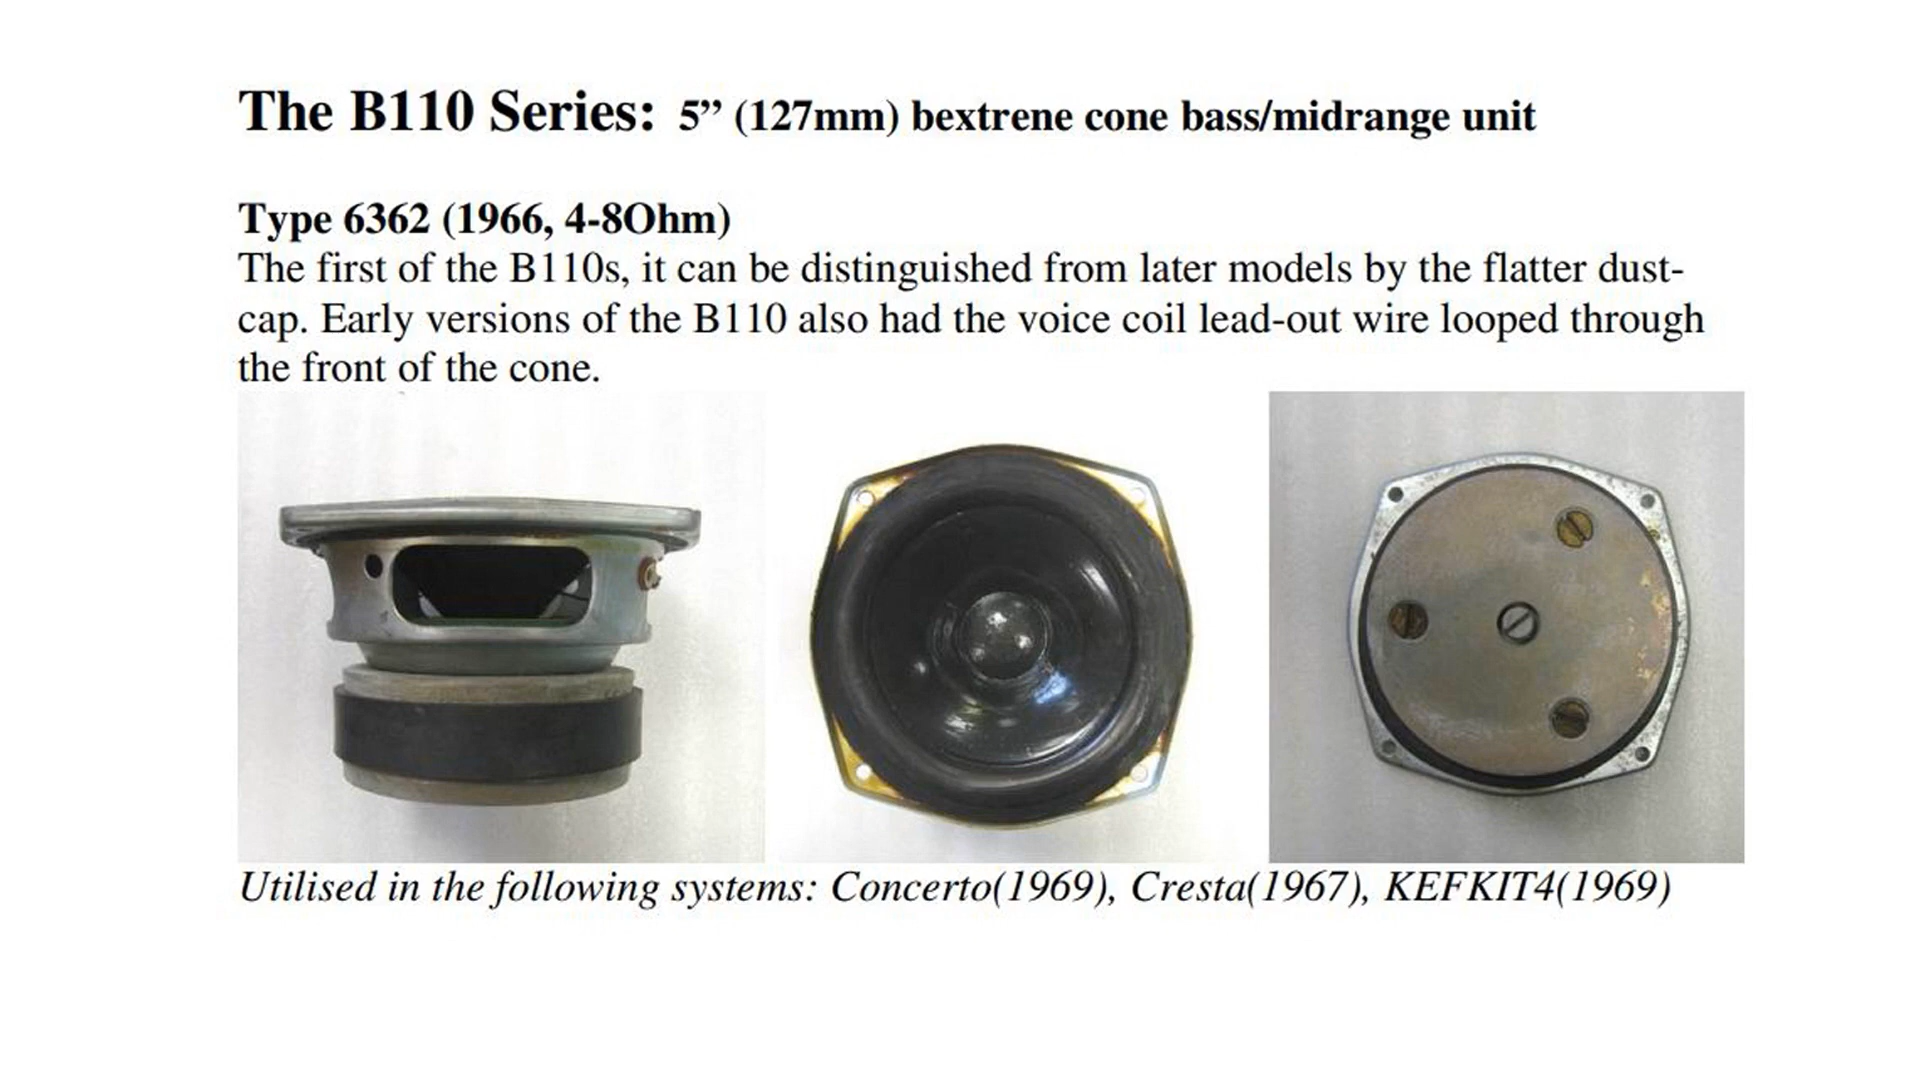 The B110 Series: 5” (127mm) bextrene cone bass/midrange unit
Type 6362 (1966, 4-8Ohm)
The first of the B110s, it can be distinguished from later models by the flatter dust-
cap. Early versions of the B110 also had the voice coil lead-out wire looped through
the front of the cone.
Utilised in the following systems: Concerto(1969), Cresta(1967), KEFKIT4(1969)